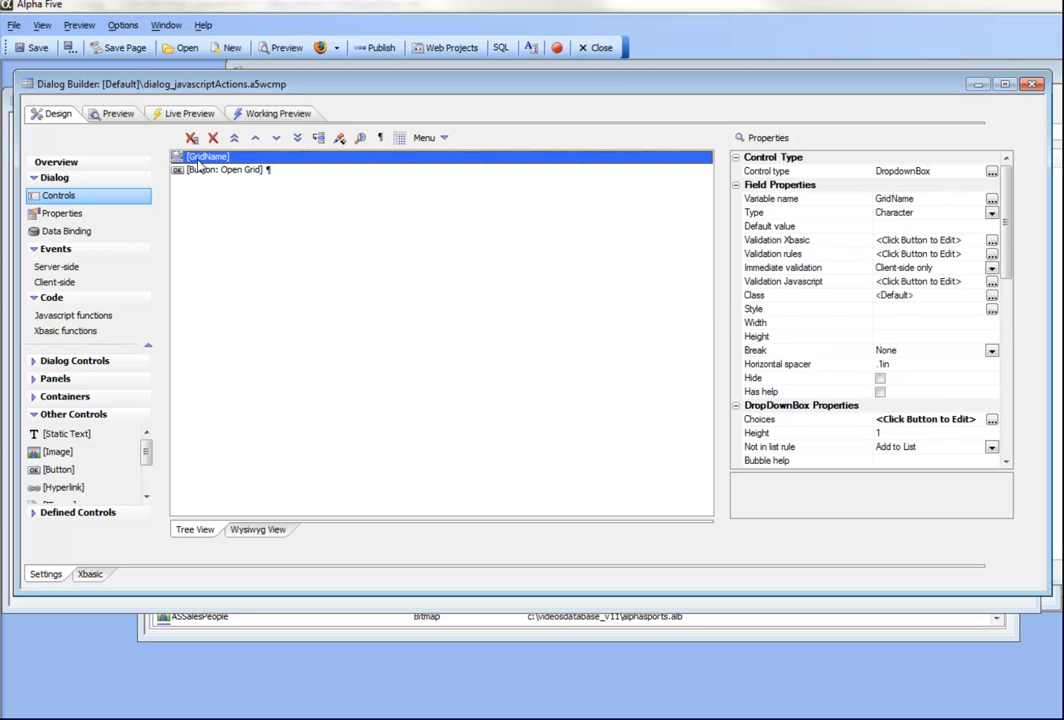 Alpha Five
File View Preview Options Window Help
Save Save Page Open New Preview Publish Web Projects SQL Close
Dialog Builder: [Default]\dialog_javascriptActions.a5wcmp
Design Preview Live Preview Working Preview
Menu
Properties
Overview
Dialog
Controls
Properties
Data Binding
Events
Server-side
Client-side
Code
Javascript functions
Xbasic functions
Dialog Controls
Panels
Containers
Other Controls
[Static Text]
[Image]
[Button]
[Hyperlink]
Defined Controls
[GridName]
[Button: Open Grid] ¶
Control Type
Control type DropdownBox
Field Properties
Variable name GridName
Type Character
Default value
Validation Xbasic <Click Button to Edit>
Validation rules <Click Button to Edit>
Immediate validation Client-side only
Validation Javascript <Click Button to Edit>
Class <Default>
Style
Width
Height
Break None
Horizontal spacer .1in
Hide
Has help
DropDownBox Properties
Choices <Click Button to Edit>
Height 1
Not in list rule Add to List
Bubble help
Tree View Wysiwyg View
Settings Xbasic
ASSalesPeople Bitmap c:\videosdatabase_v11\alphasports.alb